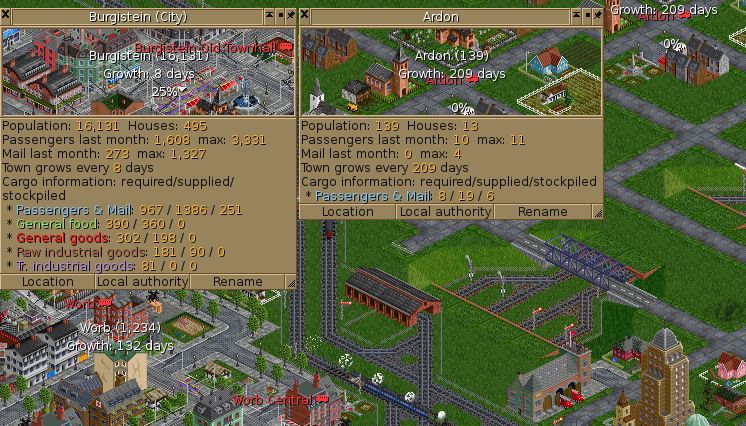 Burgistein (City)
Burgistein Old Townhall
Burgistein (16,131)
Growth: 8 days
25%
Population: 16,131 Houses: 495
Passengers last month: 1,608 max: 3,331
Mail last month: 273 max: 1,327
Town grows every 8 days
Cargo information: required/supplied/
stockpiled
* Passengers & Mail: 967 / 1386 / 251
* General food: 390 / 360 / 0
* General goods: 302 / 198 / 0
* Raw industrial goods: 181 / 90 / 0
* Tr. industrial goods: 81 / 0 / 0
Location Local authority Rename
Ardon
Ardon (139)
Growth: 209 days
0%
Population: 139 Houses: 13
Passengers last month: 10 max: 11
Mail last month: 0 max: 4
Town grows every 209 days
Cargo information: required/supplied/stockpiled
* Passengers & Mail: 8 / 19 / 6
Location Local authority Rename
Growth: 209 days
Ardon
0%
Worb
Worb (1,234)
Growth: 132 days
Worb Central